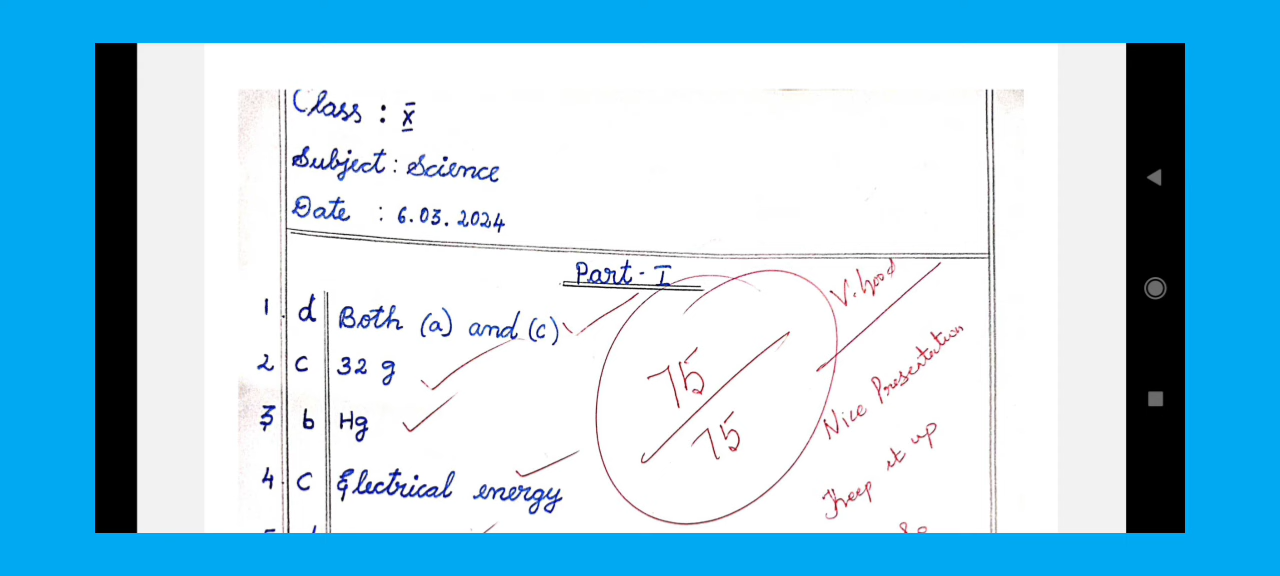 Class : X
Subject : Science
Date : 6.03.2024
Part - I
1. d Both (a) and (c)
2 c 32 g
3 b Hg
4. c Electrical energy
75
75
V. Good
Nice Presentation
Keep it up